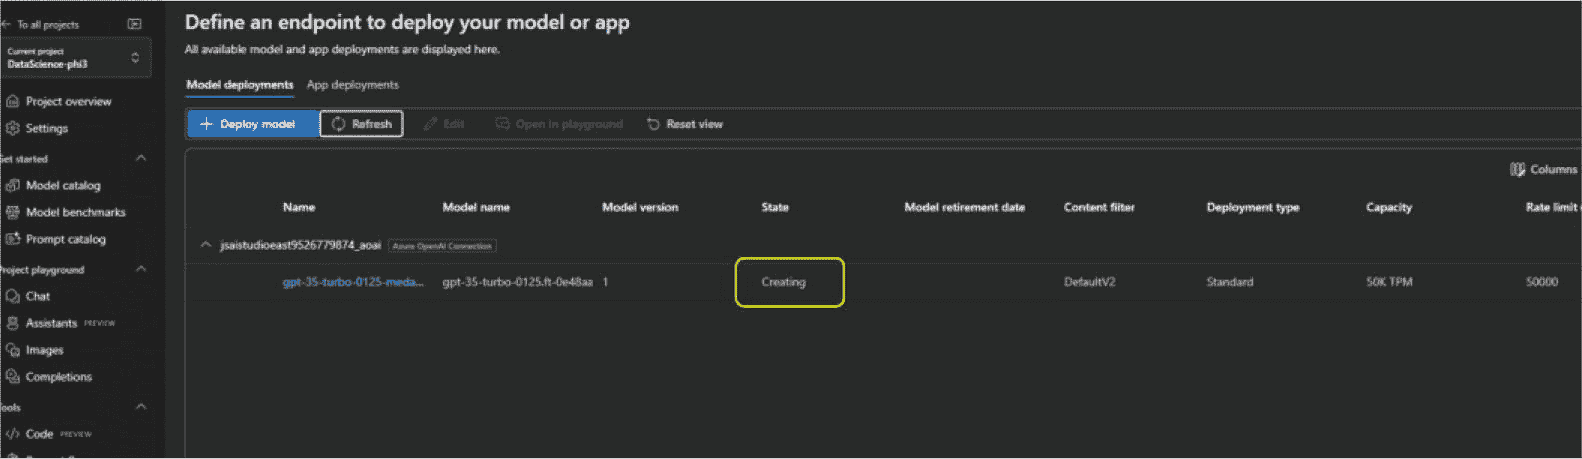 To all projects
Current project
DataScience-phi3
Project overview
Settings
Get started
Model catalog
Model benchmarks
Prompt catalog
Project playground
Chat
Assistants PREVIEW
Images
Completions
Tools
Code PREVIEW
Define an endpoint to deploy your model or app
All available model and app deployments are displayed here.
Model deployments App deployments
+ Deploy model Refresh Edit Open in playground Reset view
Columns
Name Model name Model version State Model retirement date Content filter Deployment type Capacity Rate limit
jsaistudioeast9526779874_aoai Azure OpenAI Connection
gpt-35-turbo-0125-meda... gpt-35-turbo-0125.ft-0e48aa 1 Creating DefaultV2 Standard 50K TPM 50000